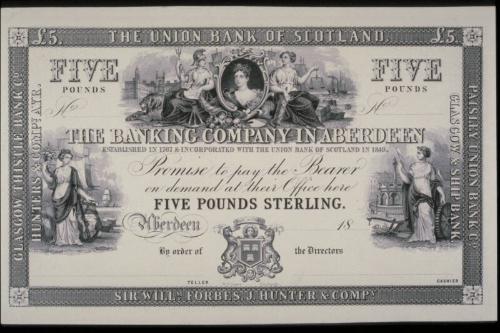 £5. THE UNION BANK OF SCOTLAND. £5.
FIVE FIVE
POUNDS POUNDS
No No
THE BANKING COMPANY IN ABERDEEN
ESTABLISHED IN 1767 & INCORPORATED WITH THE UNION BANK OF SCOTLAND IN 1849.
Promise to pay the Bearer
on demand at their Office here
FIVE POUNDS STERLING.
Aberdeen 18
By order of the Directors
TELLER CASHIER
SIR WILLM FORBES, J. HUNTER & COMPY
GLASGOW THISTLE BANK Co.
HUNTERS & COMPY AYR.
PAISLEY UNION BANK Co.
GLASGOW & SHIP BANK.